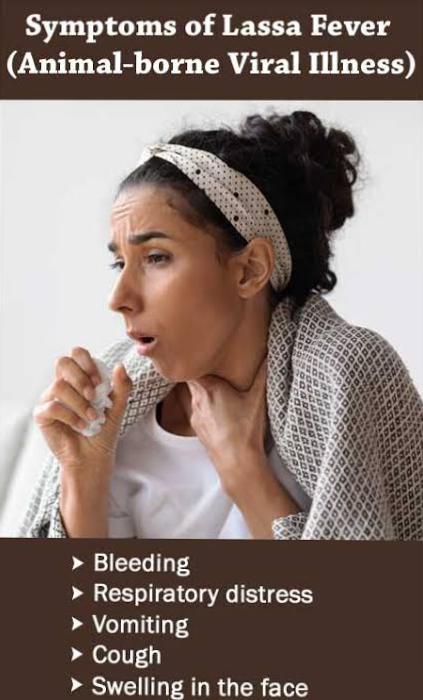 Symptoms of Lassa Fever
(Animal-borne Viral Illness)
➤ Bleeding
➤ Respiratory distress
➤ Vomiting
➤ Cough
➤ Swelling in the face